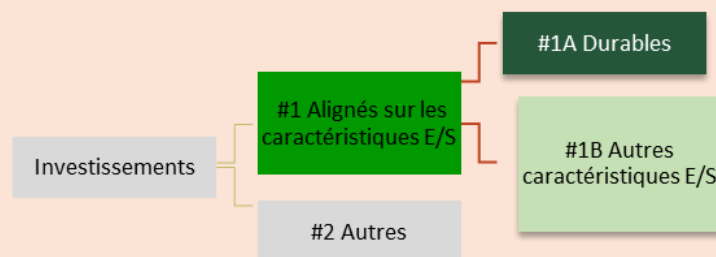 #1A Durables
#1 Alignés sur les
caractéristiques E/S
#1B Autres
caractéristiques E/S
Investissements
#2 Autres